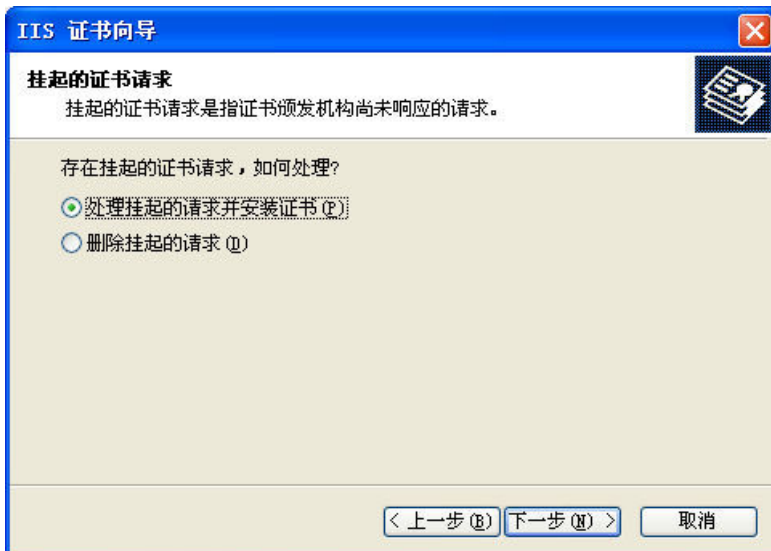 IIS 证书向导
挂起的证书请求
挂起的证书请求是指证书颁发机构尚未响应的请求。
存在挂起的证书请求，如何处理?
处理挂起的请求并安装证书(P)
删除挂起的请求(D)
< 上一步(B) 下一步(N) > 取消